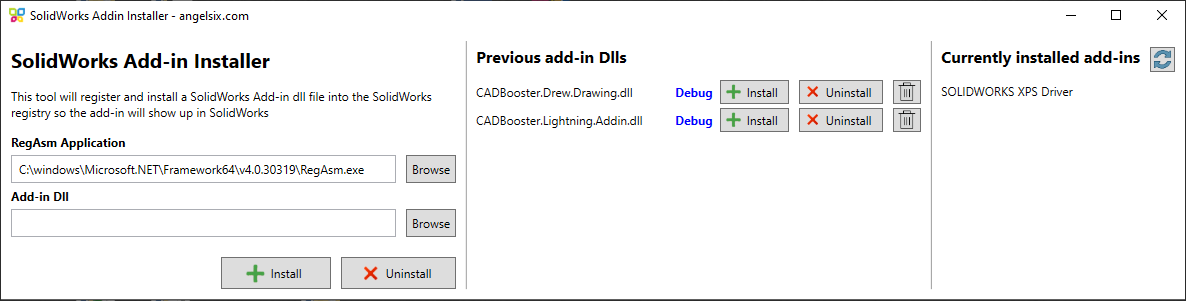 SolidWorks Addin Installer - angelsix.com
SolidWorks Add-in Installer
This tool will register and install a SolidWorks Add-in dll file into the SolidWorks
registry so the add-in will show up in SolidWorks
RegAsm Application
C:\windows\Microsoft.NET\Framework64\v4.0.30319\RegAsm.exe
Browse
Add-in Dll
Browse
Install
Uninstall
Previous add-in Dlls
CADBooster.Drew.Drawing.dll Debug Install Uninstall
CADBooster.Lightning.Addin.dll Debug Install Uninstall
Currently installed add-ins
SOLIDWORKS XPS Driver